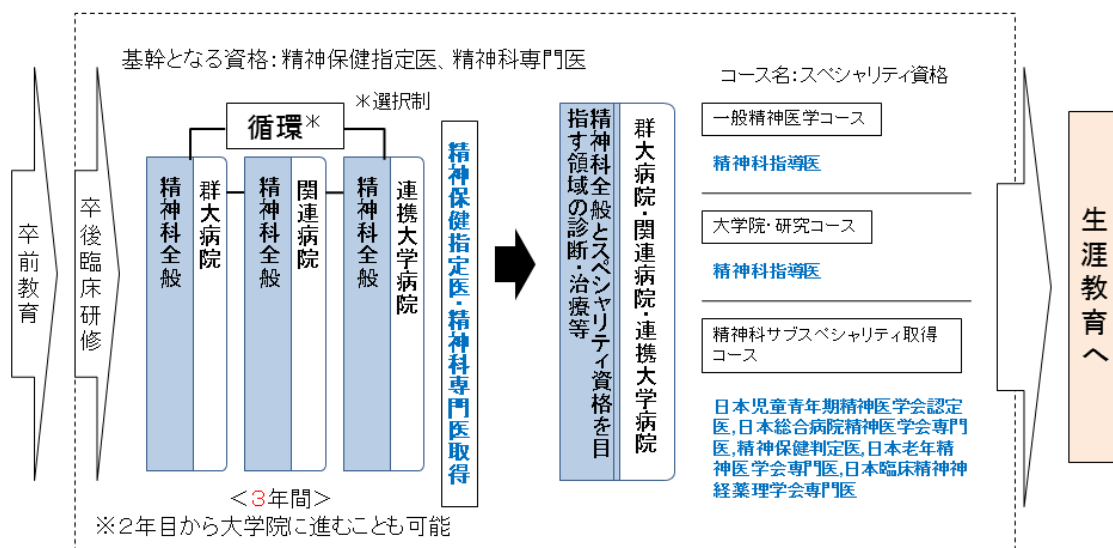 基幹となる資格：精神保健指定医、精神科専門医
＊選択制
循環＊
卒前教育
卒後臨床研修
精神科全般
群大病院
精神科全般
関連病院
精神科全般
連携大学病院
精神保健指定医・精神科専門医取得
＜３年間＞
※２年目から大学院に進むことも可能
精神科全般とスペシャリティ資格を目
指す領域の診断・治療等
群大病院・関連病院・連携大学病院
コース名：スペシャリティ資格
一般精神医学コース
精神科指導医
大学院・研究コース
精神科指導医
精神科サブスペシャリティ取得
コース
日本児童青年期精神医学会認定
医,日本総合病院精神医学会専門
医,精神保健判定医,日本老年精
神医学会専門医,日本臨床精神神
経薬理学会専門医
生涯教育へ